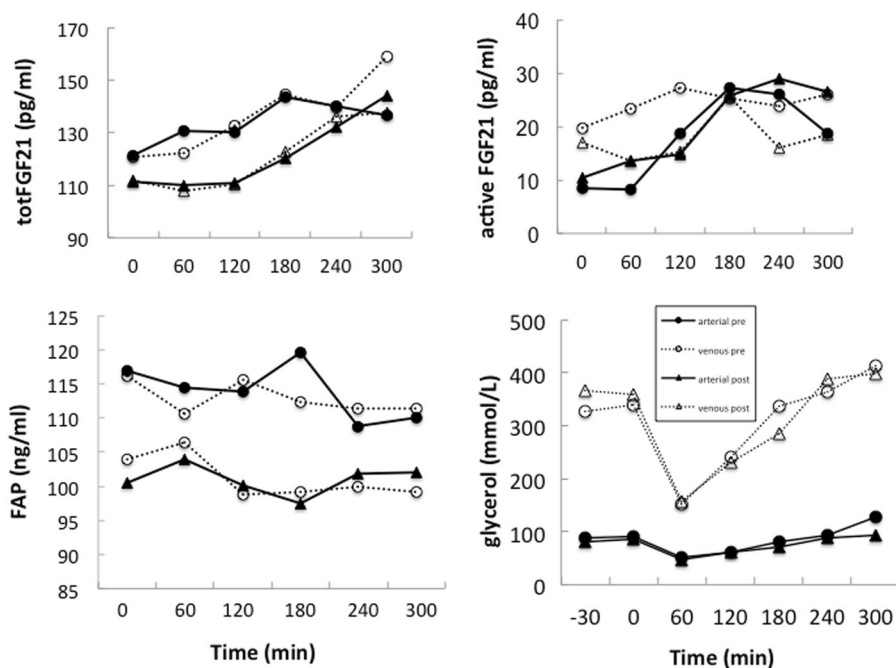 totFGF21 (pg/ml)
170
150
130
110
90
0 60 120 180 240 300
active FGF21 (pg/ml)
40
30
20
10
0
0 60 120 180 240 300
FAP (ng/ml)
125
120
115
110
105
100
95
90
85
0 60 120 180 240 300
Time (min)
glycerol (mmol/L)
500
400
300
200
100
0
arterial pre
venous pre
arterial post
venous post
-30 0 60 120 180 240 300
Time (min)